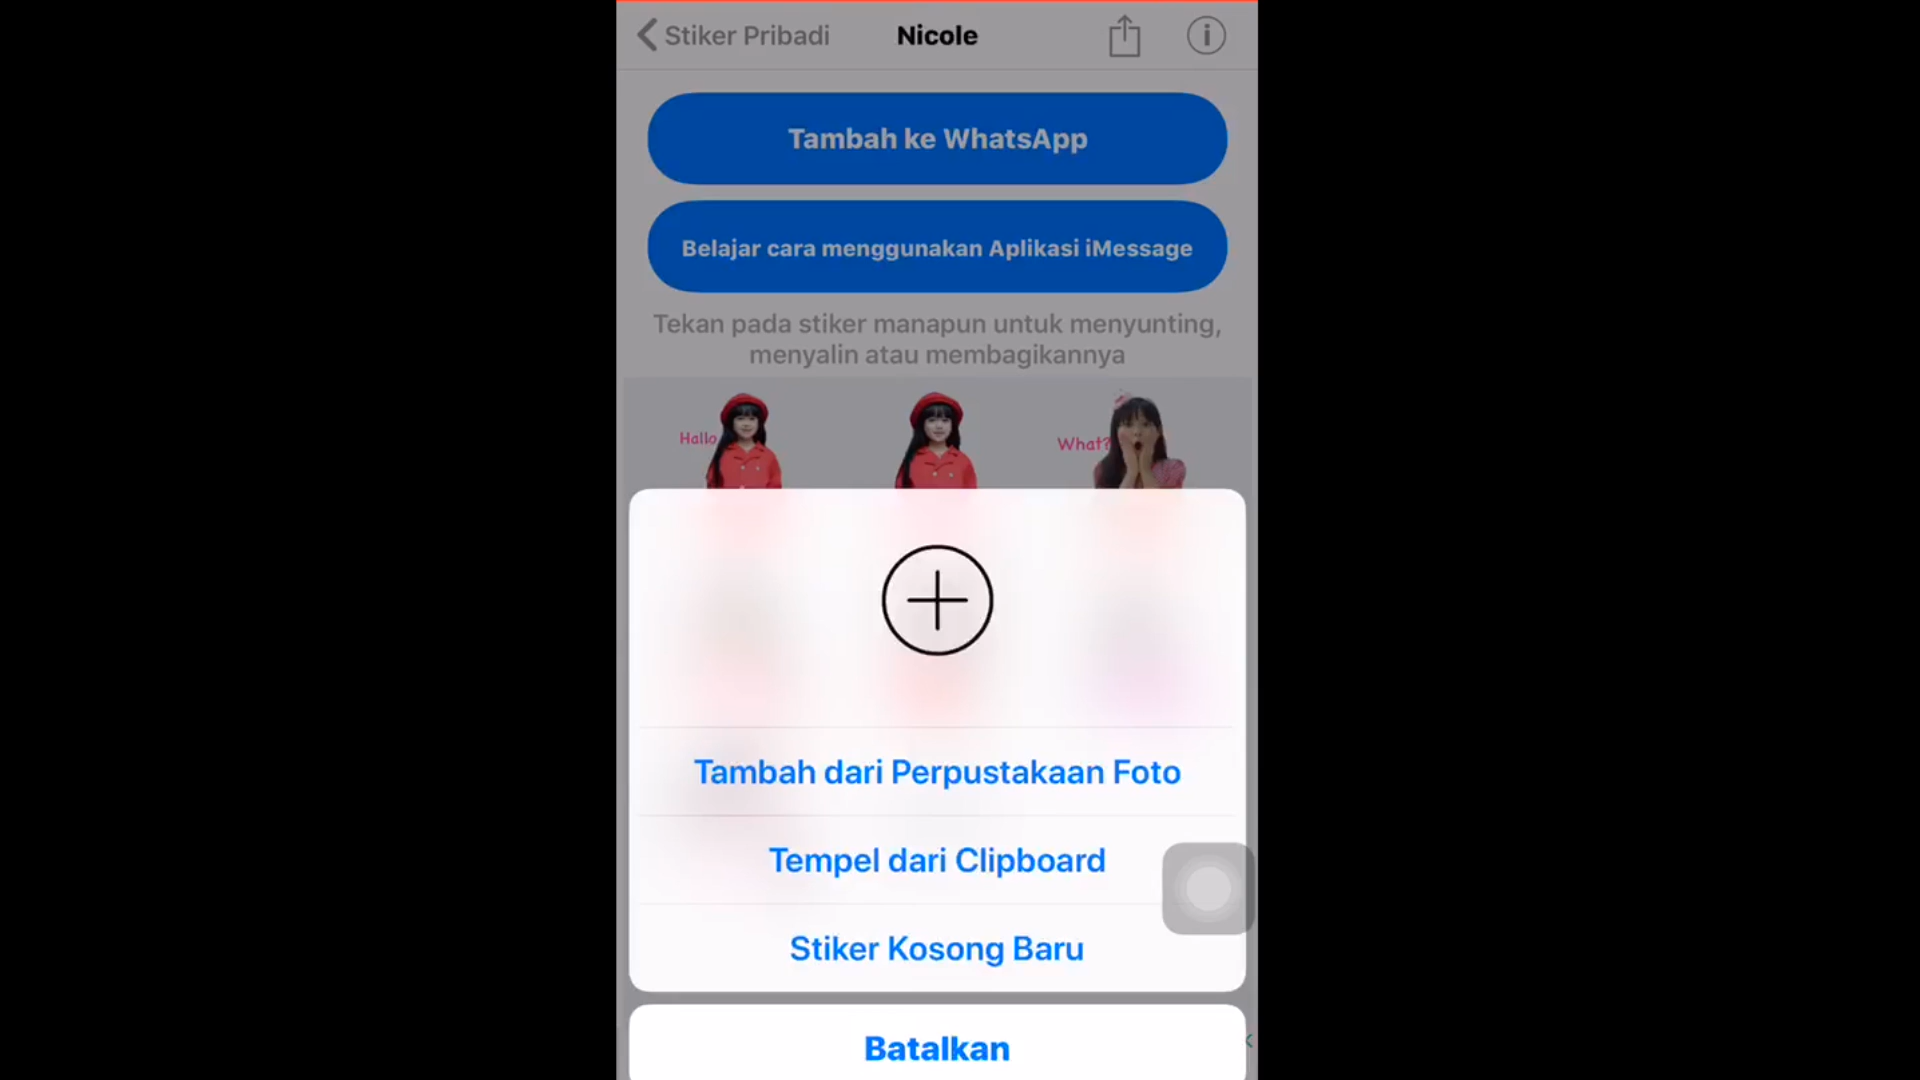 Stiker Pribadi
Nicole
Tambah ke WhatsApp
Belajar cara menggunakan Aplikasi iMessage
Tekan pada stiker manapun untuk menyunting,
menyalin atau membagikannya
Hallo
What?
Tambah dari Perpustakaan Foto
Tempel dari Clipboard
Stiker Kosong Baru
Batalkan